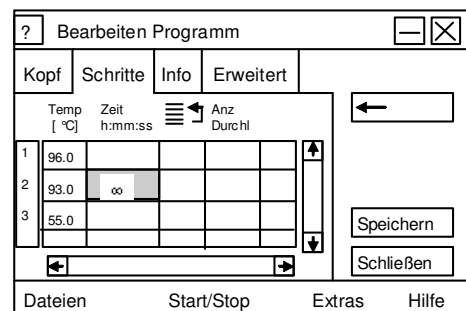 ? Bearbeiten Programm
Kopf Schritte Info Erweitert
Temp Zeit Anz
[ °C] h:mm:ss Durchl
1 96.0
2 93.0 ∞
3 55.0
Speichern
Schließen
Dateien Start/Stop Extras Hilfe